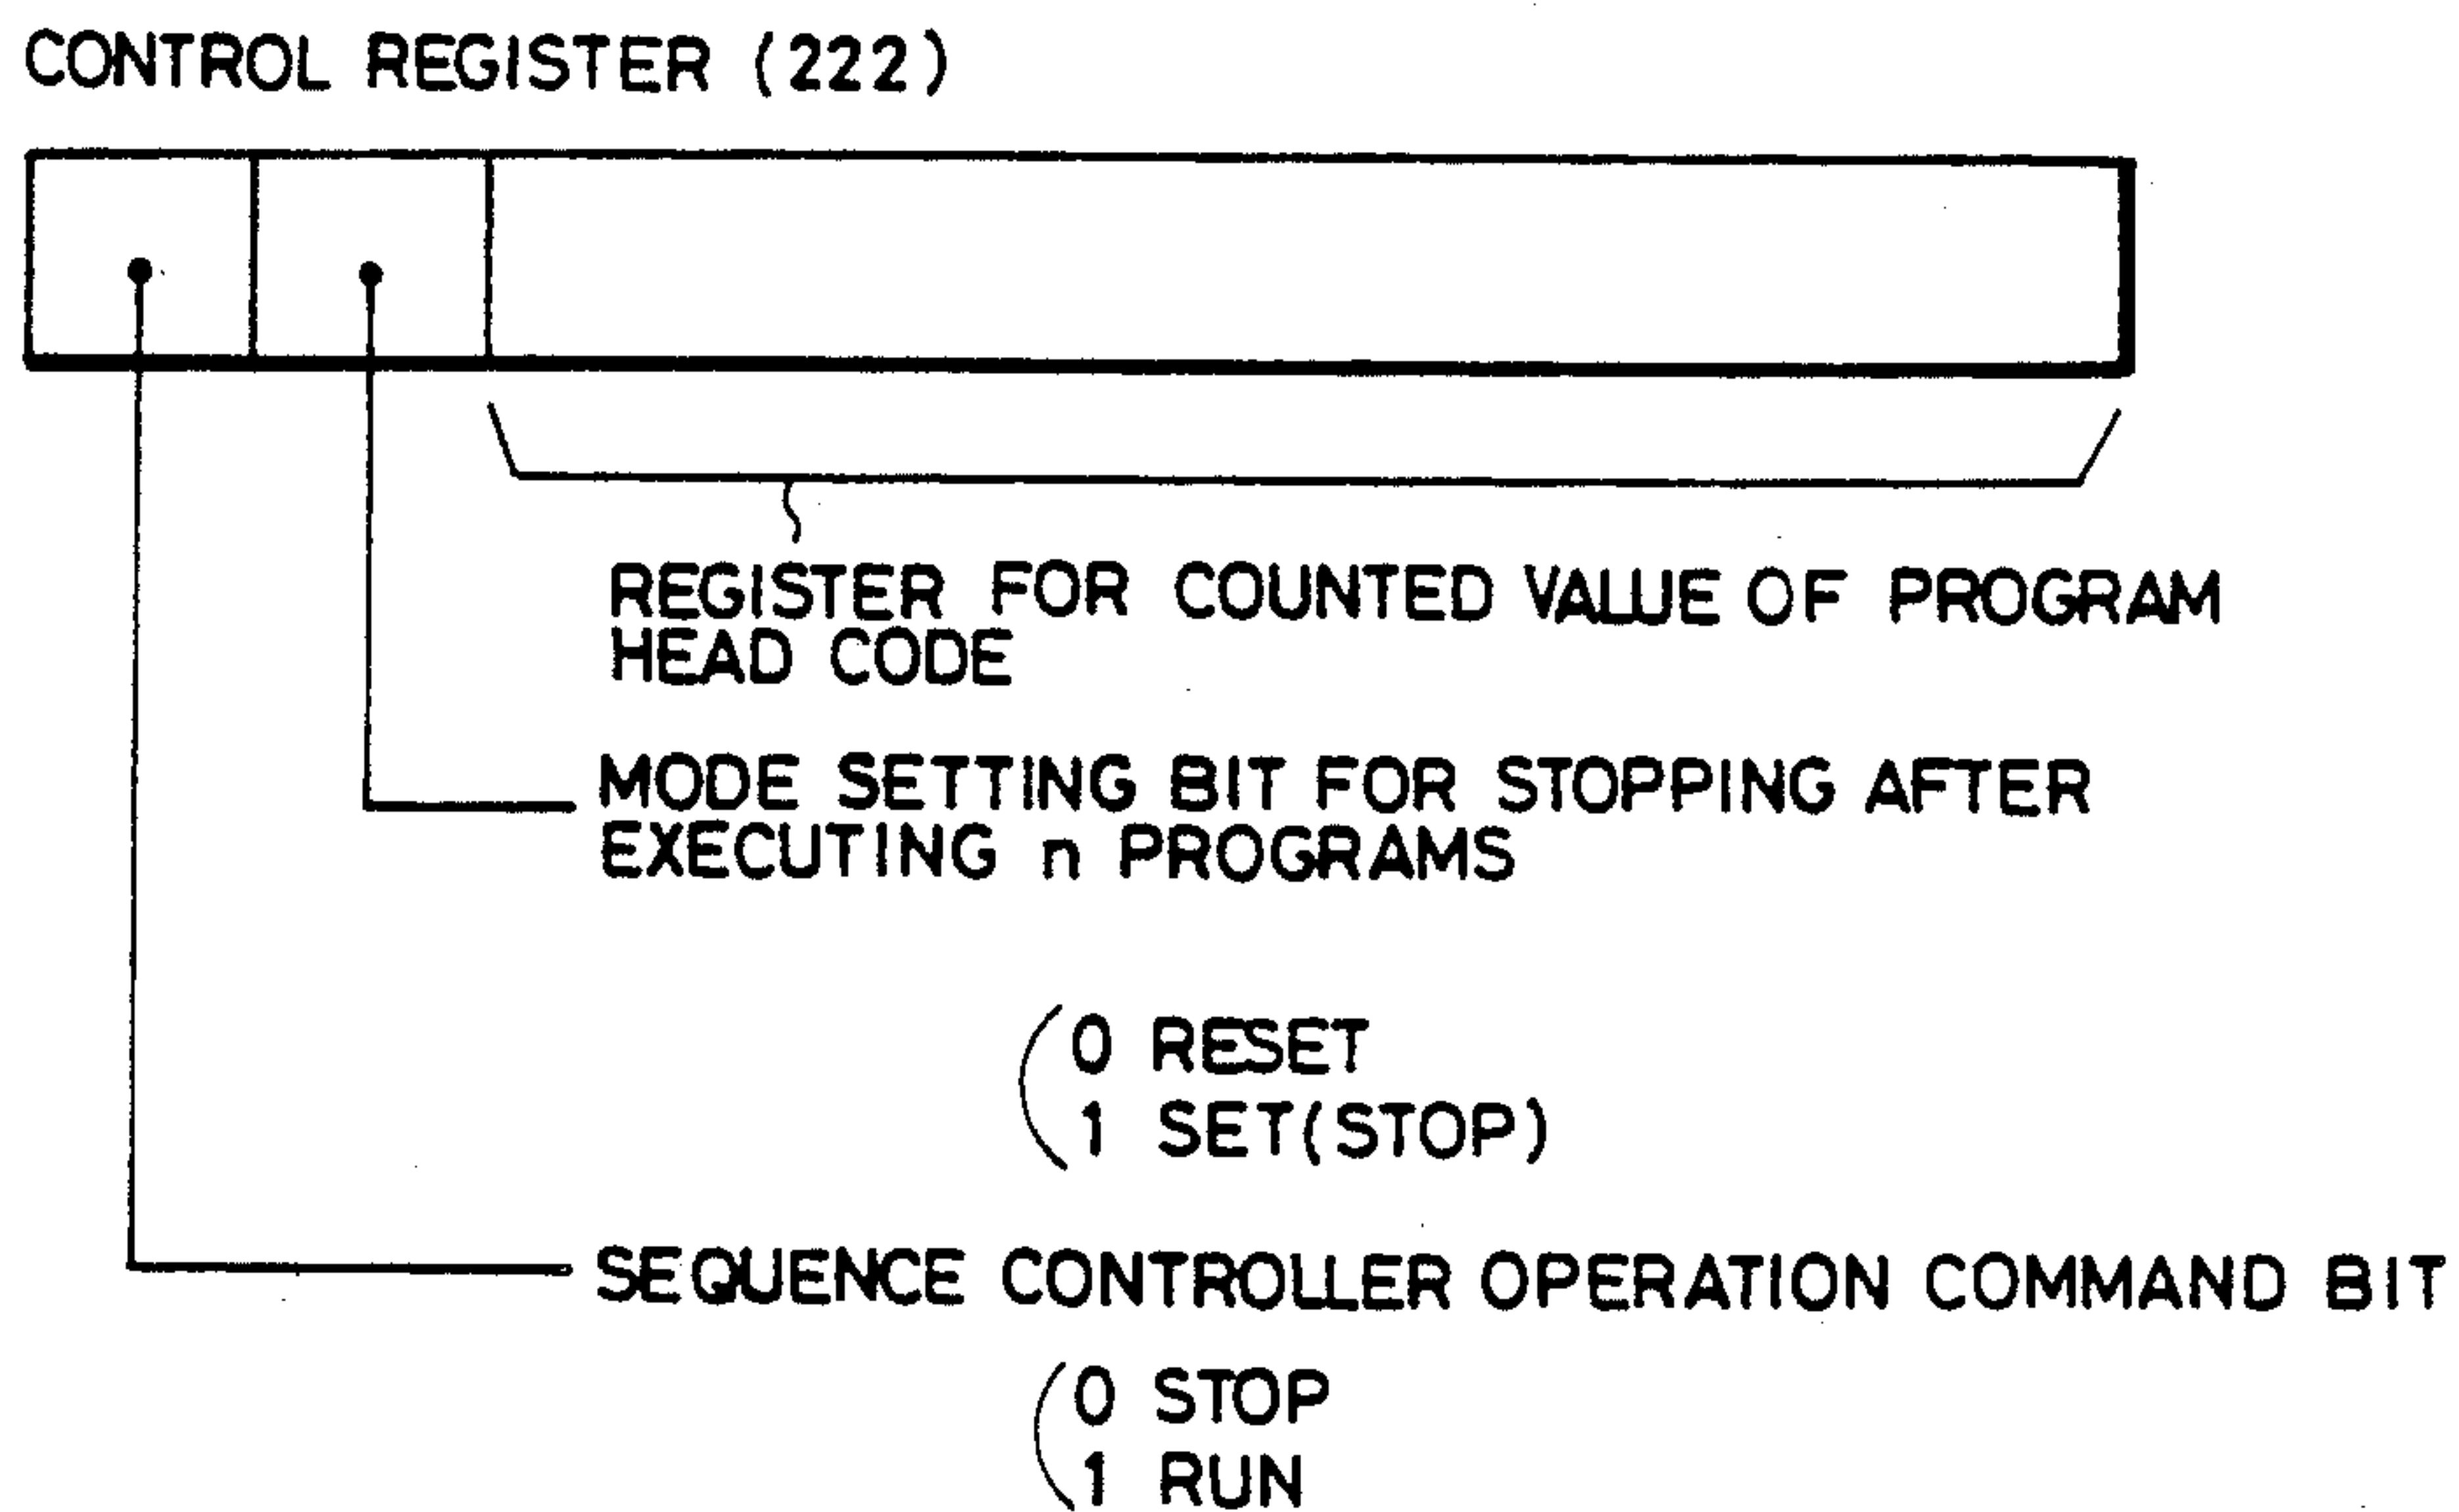 CONTROL REGISTER (222)
REGISTER FOR COUNTED VALUE OF PROGRAM
HEAD CODE
MODE SETTING BIT FOR STOPPING AFTER
EXECUTING n PROGRAMS
0 RESET
1 SET(STOP)
SEQUENCE CONTROLLER OPERATION COMMAND BIT
0 STOP
1 RUN